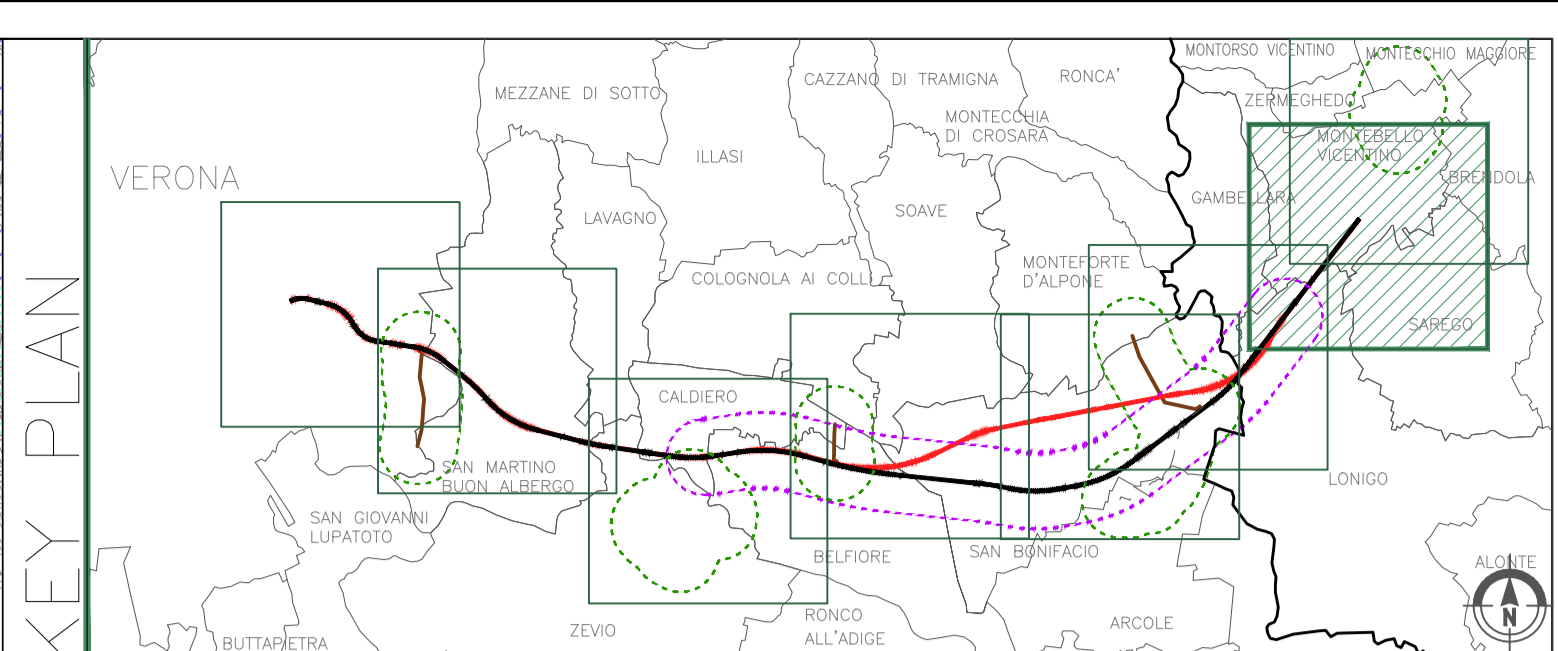 KEY PLAN
MONTORSO VICENTINO
MONTECCHIO MAGGIORE
CAZZANO DI TRAMIGNA
RONCA'
MEZZANE DI SOTTO
ZERMEGHEDO
MONTECCHIA
DI CROSARA
MONTEBELLO
VICENTINO
ILLASI
VERONA
BRENDOLA
GAMBELLARA
LAVAGNO
SOAVE
MONTEFORTE
D'ALPONE
COLOGNOLA AI COLLI
SAREGO
CALDIERO
SAN MARTINO
BUON ALBERGO
LONIGO
SAN GIOVANNI
LUPATOTO
BELFIORE
SAN BONIFACIO
ALONTE
N
RONCO
ALL'ADIGE
ARCOLE
ZEVIO
BUTTAPIETRA